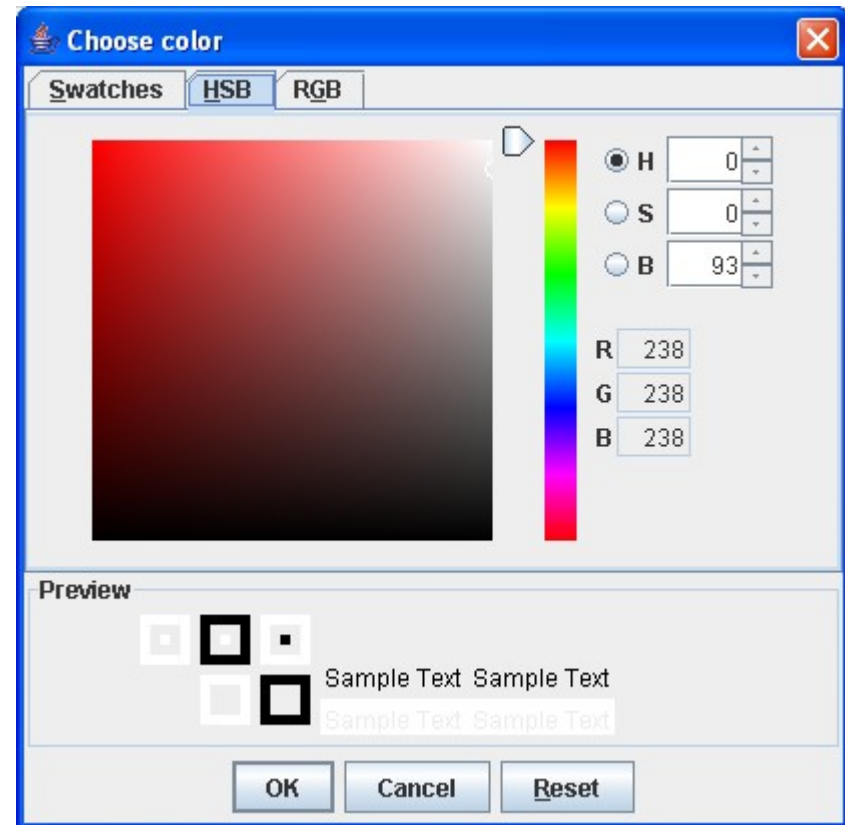 Choose color
Swatches HSB RGB
H 0
S 0
B 93
R 238
G 238
B 238
Preview
Sample Text Sample Text
Sample Text Sample Text
OK Cancel Reset